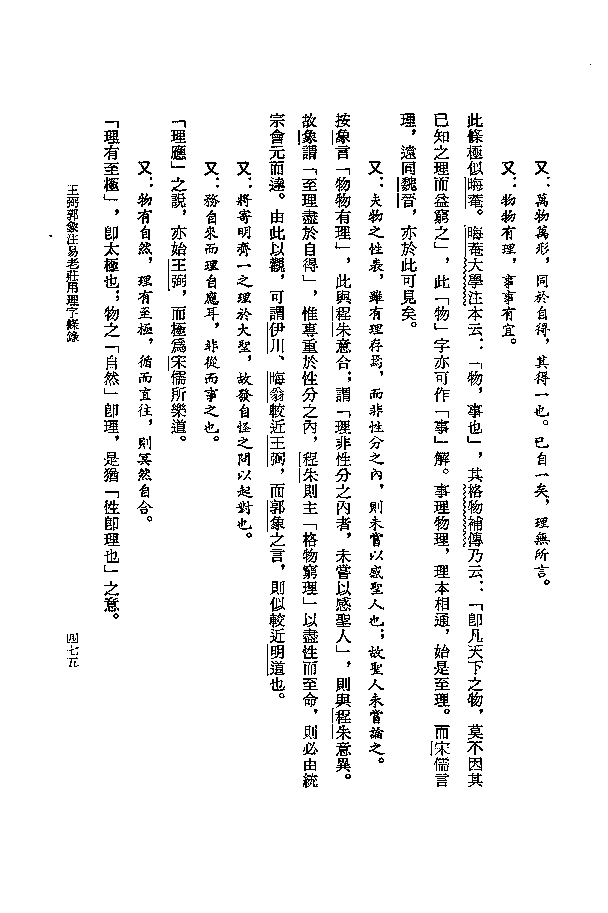 又：萬物萬形，同於自得，其得一也。已自一矣，理無所言。
又：物物有理，事事有宜。
此條極似晦菴。晦菴大學注本云：「物，事也」，其格物補傳乃云：「卽凡天下之物，莫不因其
已知之理而益窮之」，此「物」字亦可作「事」解。事理物理，理本相通，始是至理。而宋儒言
理，遠同魏晉，亦於此可見矣。
又：夫物之性表，雖有理存焉，而非性分之內，則未嘗以感聖人也；故聖人未嘗論之。
按象言「物物有理」，此與程朱意合；謂「理非性分之內者，未嘗以感聖人」，則與程朱意異。
故象謂「至理盡於自得」，惟專重於性分之內，程朱則主「格物窮理」以盡性而至命，則必由統
宗會元而達。由此以觀，可謂伊川、晦翁較近王弼，而郭象之言，則似較近明道也。
又：將寄明齊一之理於大聖，故發自怪之問以起對也。
又：務自來而理自應耳，非從而事之也。
「理應」之說，亦始王弼，而極爲宋儒所樂道。
又：物有自然，理有至極，循而直往，則冥然自合。
「理有至極」，卽太極也；物之「自然」卽理，是猶「性卽理也」之意。
王弼郭象注易老莊用理字條錄
四七五